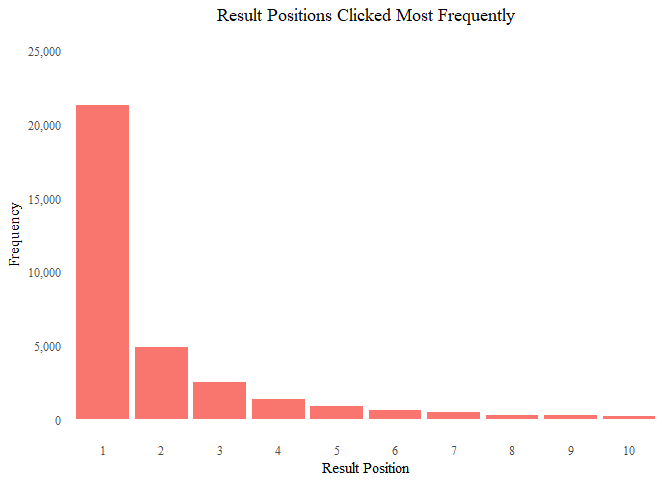 Result Positions Clicked Most Frequently
25,000
20,000
15,000
10,000
5,000
0
Frequency
1 2 3 4 5 6 7 8 9 10
Result Position